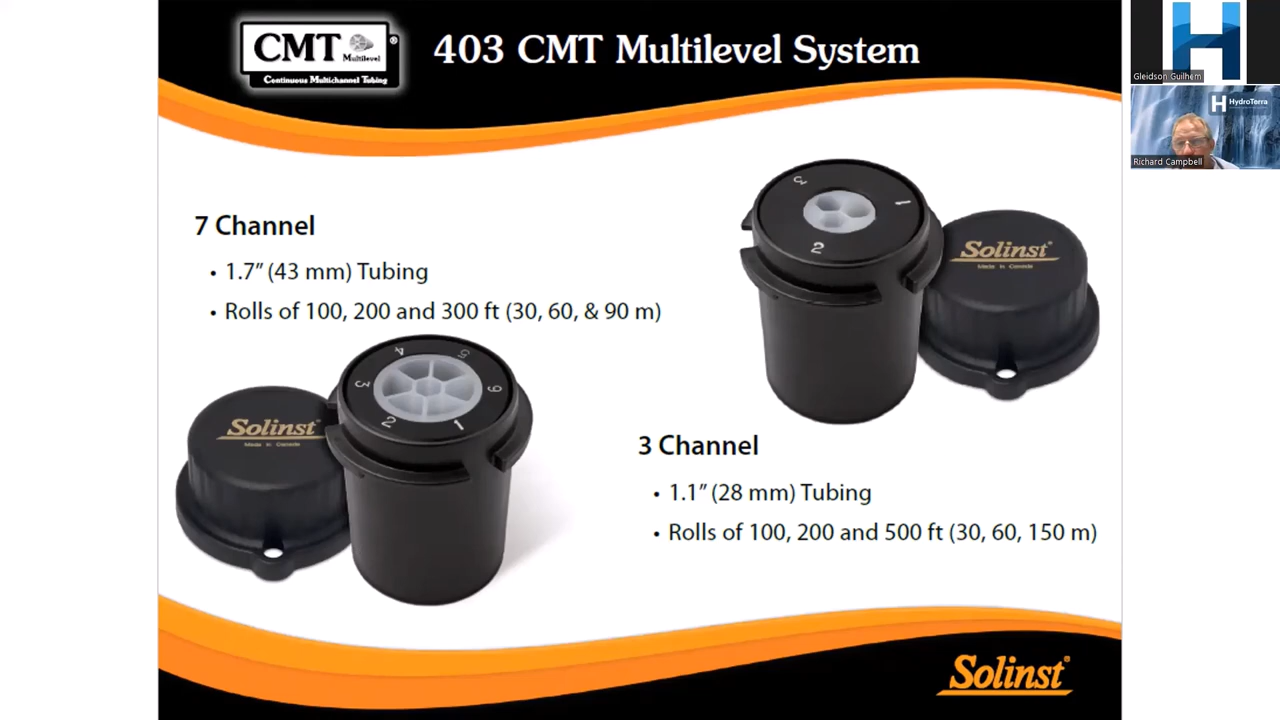 CMT®
Multilevel
Continuous Multichannel Tubing
403 CMT Multilevel System
Gleidson Guilhem
HydroTerra
Richard Campbell
7 Channel
• 1.7” (43 mm) Tubing
• Rolls of 100, 200 and 300 ft (30, 60, & 90 m)
3
1
2
Solinst®
Made in Canada
4
5
3
6
2
1
Solinst
Made in Canada
3 Channel
• 1.1” (28 mm) Tubing
• Rolls of 100, 200 and 500 ft (30, 60, 150 m)
Solinst®